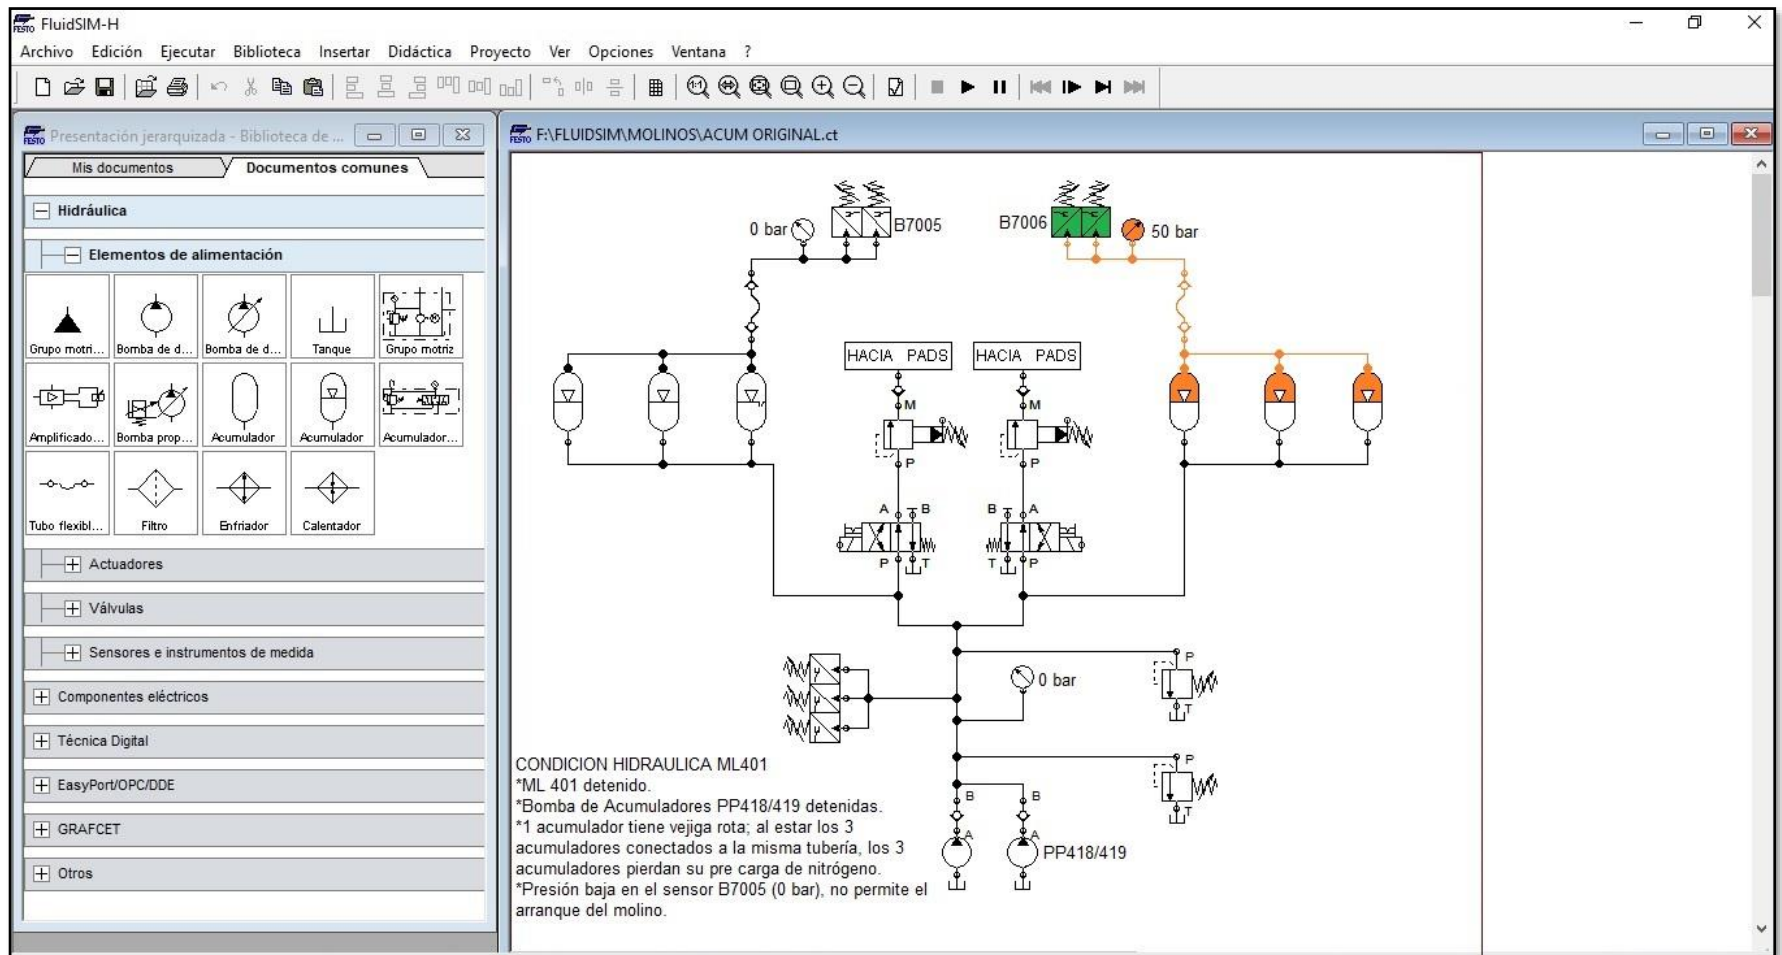 FESTO FluidSIM-H
Archivo Edición Ejecutar Biblioteca Insertar Didáctica Proyecto Ver Opciones Ventana ?
FESTO Presentación jerarquizada - Biblioteca de ...
Mis documentos Documentos comunes
Hidráulica
Elementos de alimentación
Grupo motri... Bomba de d... Bomba de d... Tanque Grupo motriz
Amplificado... Bomba prop... Acumulador Acumulador Acumulador...
Tubo flexibl... Filtro Enfriador Calentador
Actuadores
Válvulas
Sensores e instrumentos de medida
Componentes eléctricos
Técnica Digital
EasyPort/OPC/DDE
GRAFCET
Otros
FESTO F:\FLUIDSIM\MOLINOS\ACUM ORIGINAL.ct
0 bar B7005 B7006 50 bar
HACIA PADS HACIA PADS
M M
P P
A B B A
P T T P
P
0 bar
T
P
T
B B
A A
PP418/419
CONDICION HIDRAULICA ML401
*ML 401 detenido.
*Bomba de Acumuladores PP418/419 detenidas.
*1 acumulador tiene vejiga rota; al estar los 3
acumuladores conectados a la misma tubería, los 3
acumuladores pierdan su pre carga de nitrógeno.
*Presión baja en el sensor B7005 (0 bar), no permite el
arranque del molino.